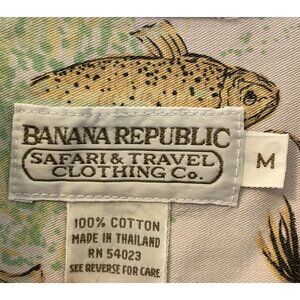 BANANA REPUBLIC
SAFARI & TRAVEL
CLOTHING Co.
M
100% COTTON
MADE IN THAILAND
RN 54023
SEE REVERSE FOR CARE